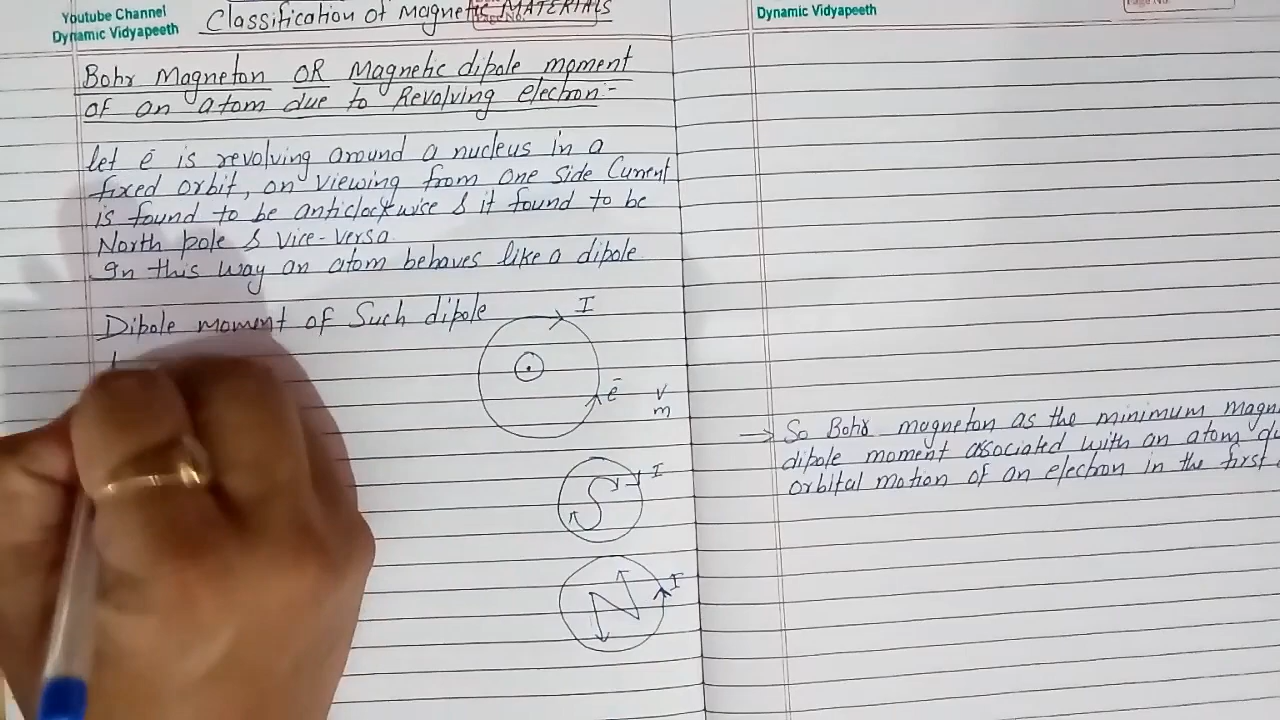 Youtube Channel
Dynamic Vidyapeeth
Classification of Magnetic MATERIALS
Bohr Magneton OR Magnetic dipole moment
of an atom due to Revolving electron:-
let ē is revolving around a nucleus in a
fixed orbit, on viewing from one side Current
is found to be anticlockwise & it found to be
North pole & vice-versa.
In this way an atom behaves like a dipole
Dipole moment of Such dipole
I
ē
v
m
S
I
N
I
Dynamic Vidyapeeth
Page No.
→ So Bohr magneton as the minimum
dipole moment associated with an atom
orbital motion of an electron in the first